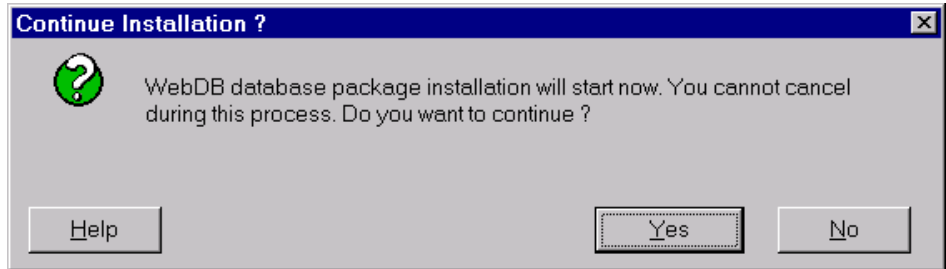 Continue Installation ?
WebDB database package installation will start now. You cannot cancel
during this process. Do you want to continue ?
Help Yes No